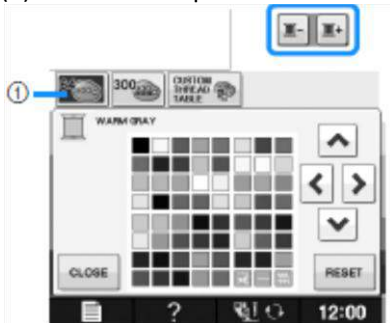 ①
300
CUSTOM
THREAD
TABLE
WARM GRAY
CLOSE
RESET
?
12:00